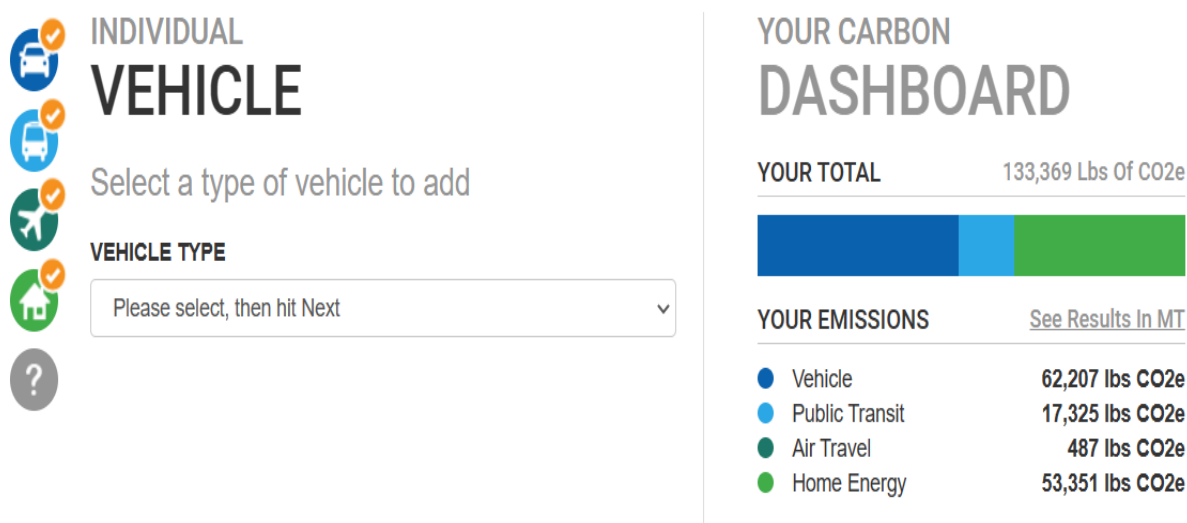 INDIVIDUAL
VEHICLE
Select a type of vehicle to add
VEHICLE TYPE
Please select, then hit Next
?
YOUR CARBON
DASHBOARD
YOUR TOTAL 133,369 Lbs Of CO2e
YOUR EMISSIONS See Results In MT
Vehicle 62,207 lbs CO2e
Public Transit 17,325 lbs CO2e
Air Travel 487 lbs CO2e
Home Energy 53,351 lbs CO2e